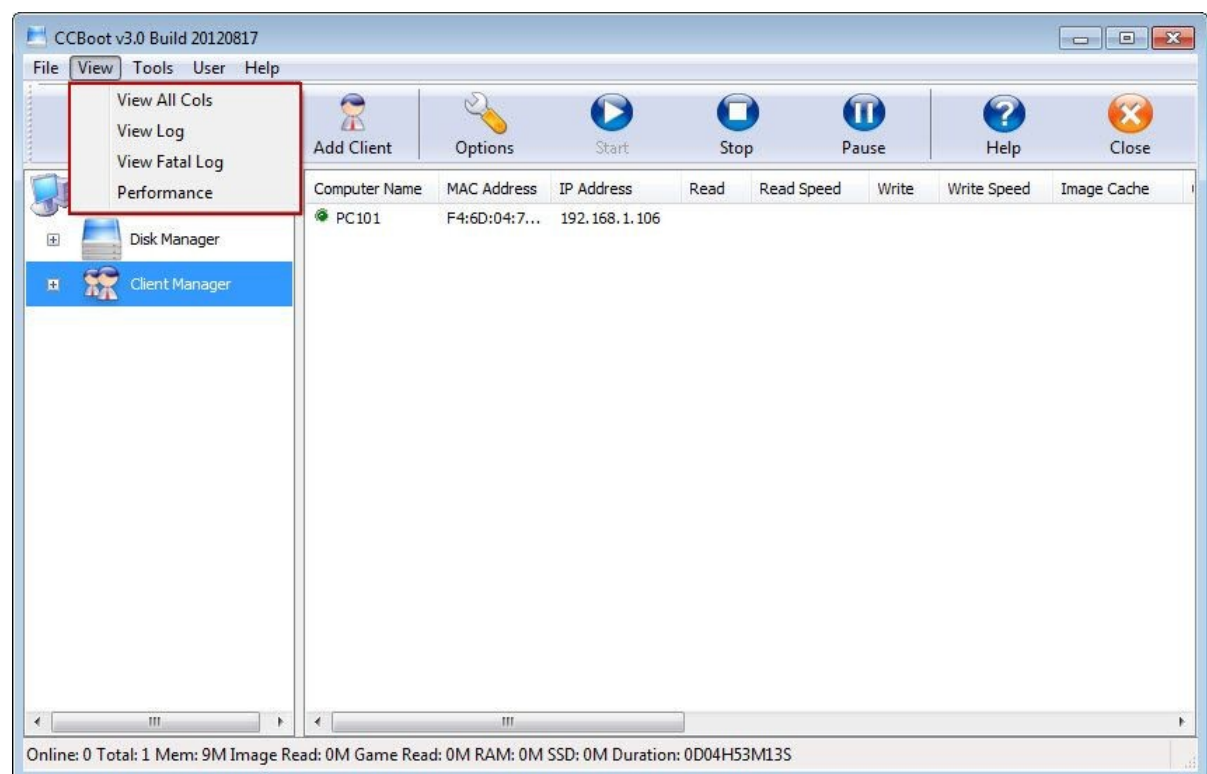 CCBoot v3.0 Build 20120817
File View Tools User Help
View All Cols
View Log
View Fatal Log
Performance
Add Client
Options
Start
Stop
Pause
Help
Close
Computer Name MAC Address IP Address Read Read Speed Write Write Speed Image Cache
PC101 F4:6D:04:7... 192.168.1.106
Disk Manager
Client Manager
Online: 0 Total: 1 Mem: 9M Image Read: 0M Game Read: 0M RAM: 0M SSD: 0M Duration: 0D04H53M13S